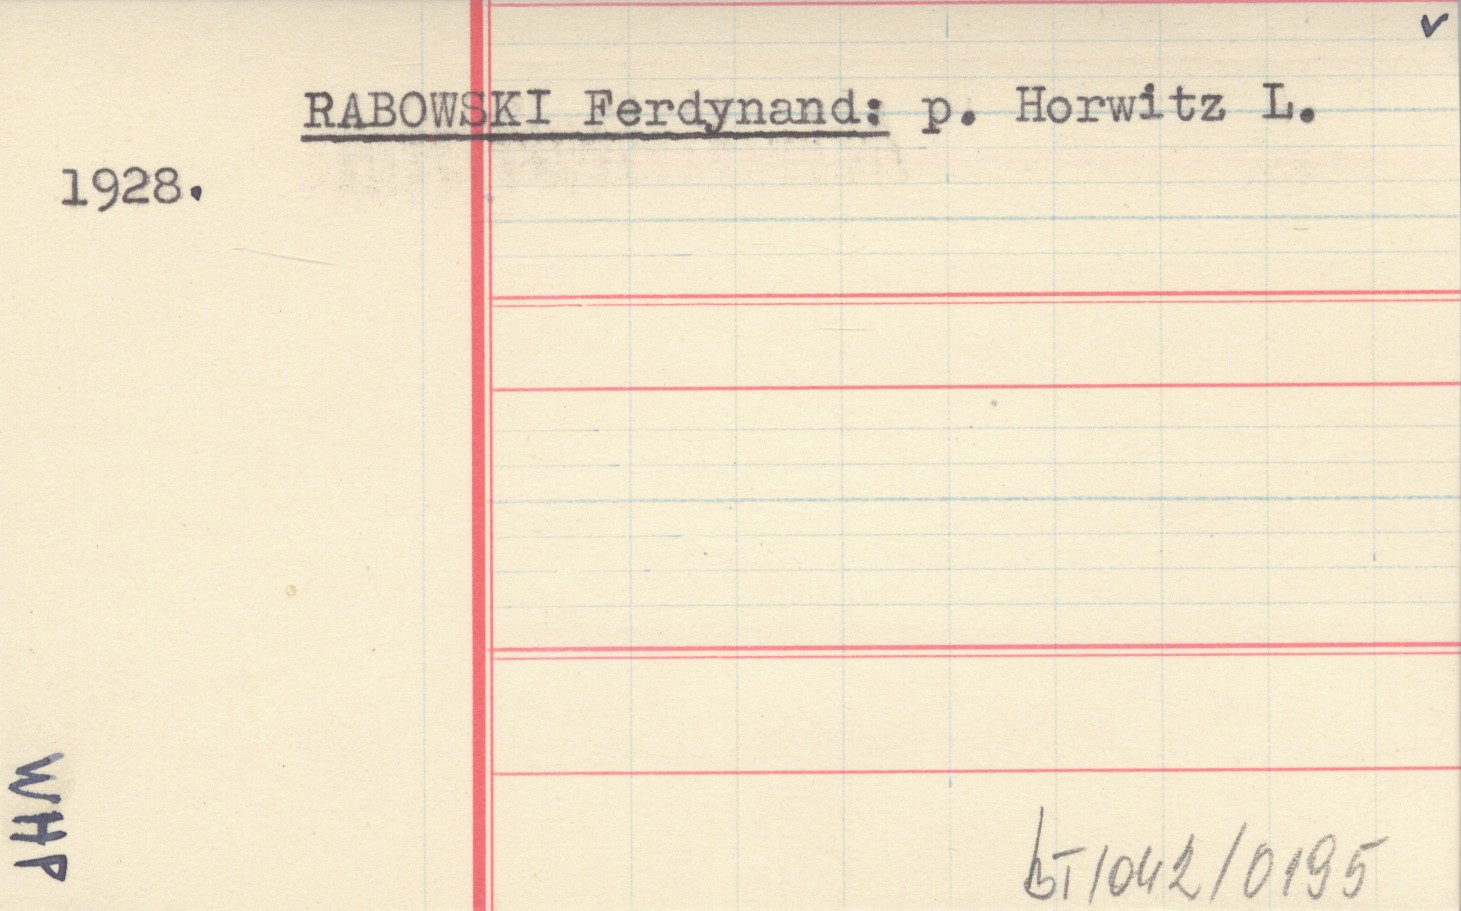 ✓
RABOWSKI Ferdynand: p. Horwitz L.
1928.
WHP
bT/042/0195